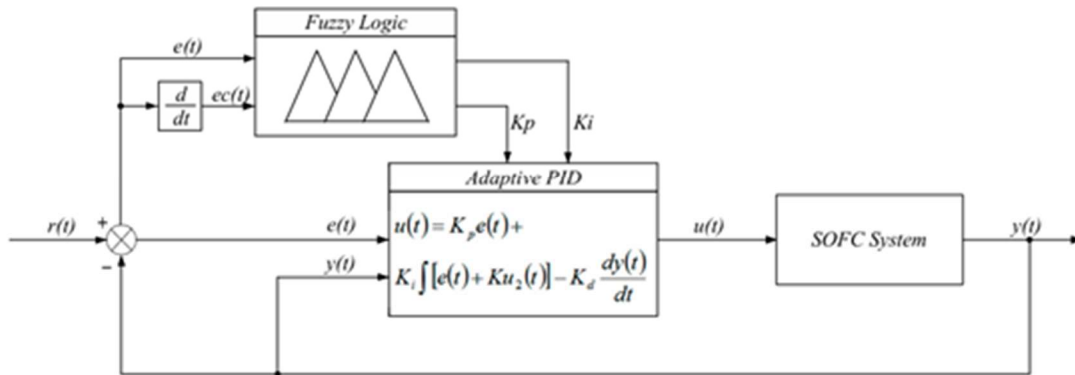 Fuzzy Logic
e(t)
d/dt
ec(t)
Kp
Ki
Adaptive PID
r(t)
+
−
e(t)
y(t)
u(t) = K_p e(t) +
K_i ∫[e(t) + Ku_2(t)] − K_d dy(t)/dt
u(t)
SOFC System
y(t)